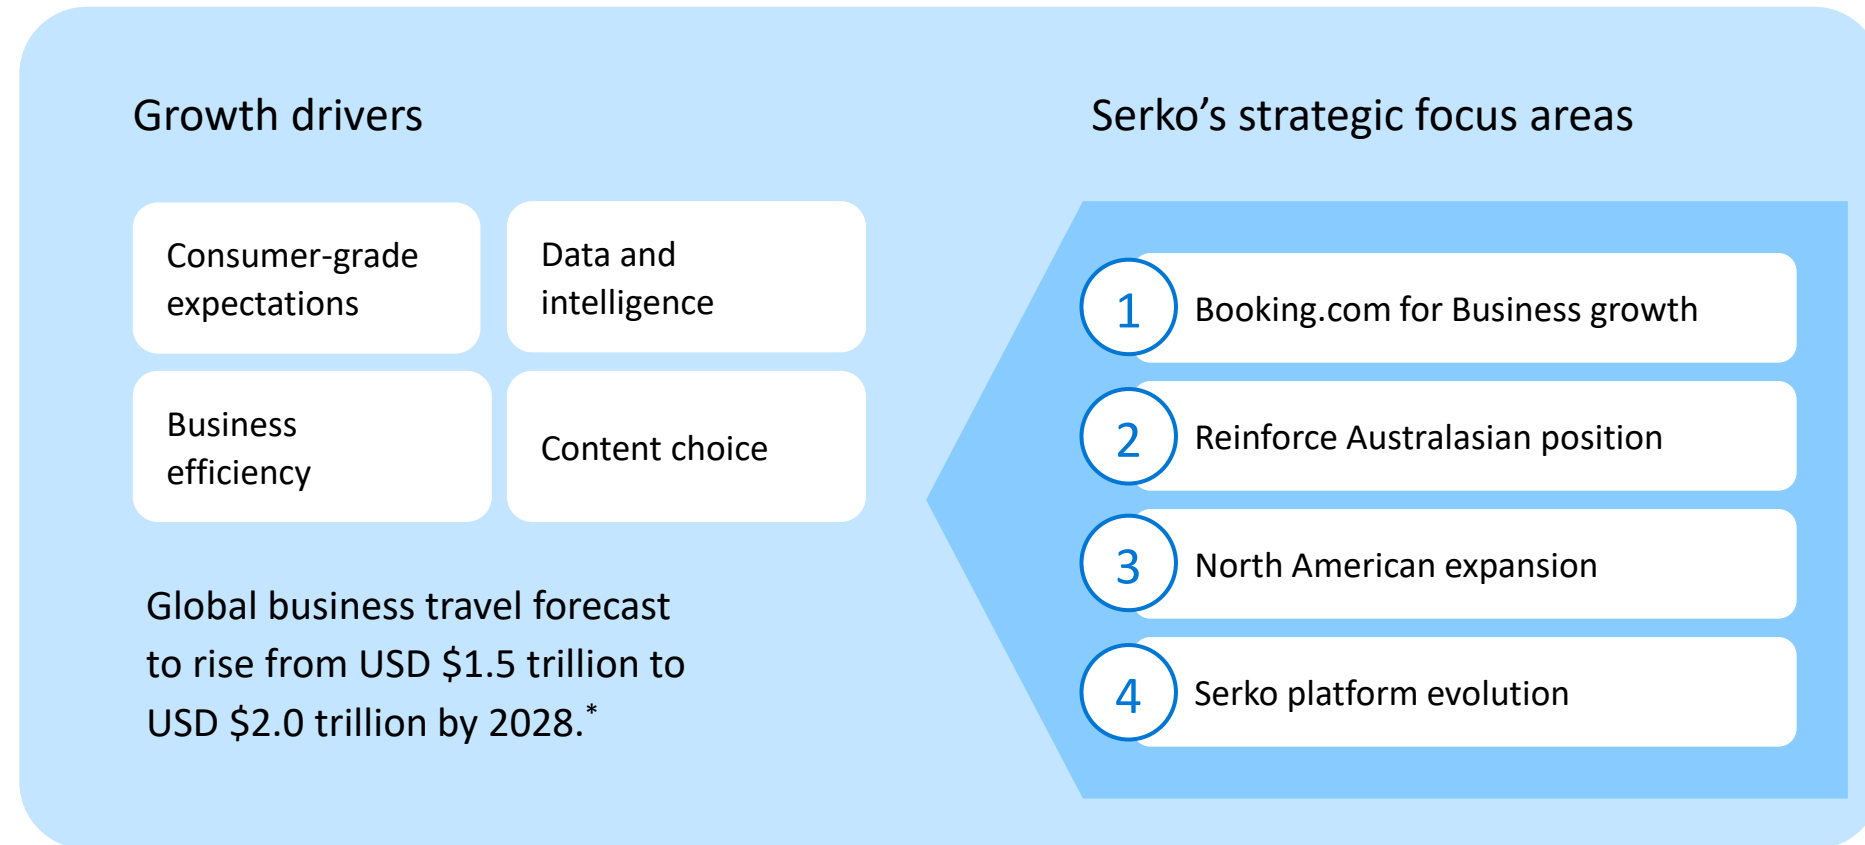 Growth drivers
Consumer-grade
expectations
Data and
intelligence
Business
efficiency
Content choice
Global business travel forecast
to rise from USD $1.5 trillion to
USD $2.0 trillion by 2028.*
Serko’s strategic focus areas
1 Booking.com for Business growth
2 Reinforce Australasian position
3 North American expansion
4 Serko platform evolution